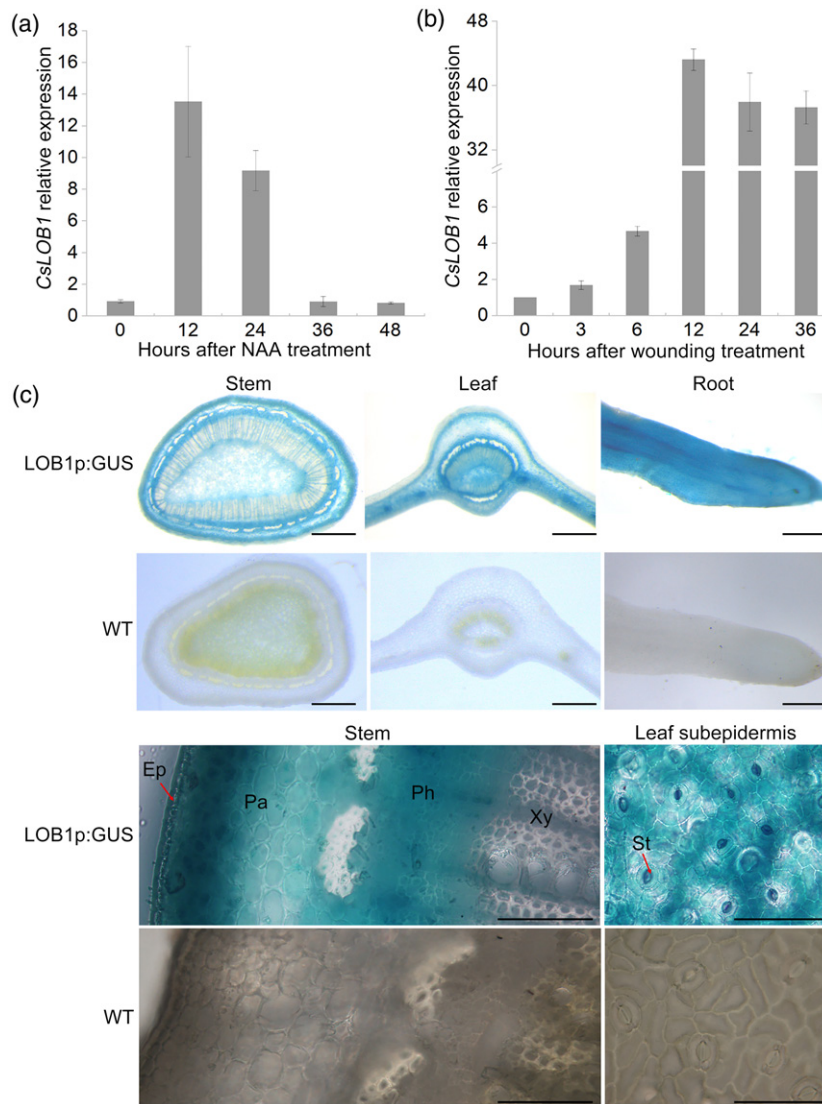 (a)
CsLOB1 relative expression
18
16
14
12
10
8
6
4
2
0
0 12 24 36 48
Hours after NAA treatment
(b)
CsLOB1 relative expression
48
40
32
6
4
2
0
0 3 6 12 24 36
Hours after wounding treatment
(c)
Stem Leaf Root
LOB1p:GUS
WT
Stem Leaf subepidermis
LOB1p:GUS
Ep Pa Ph Xy St
WT